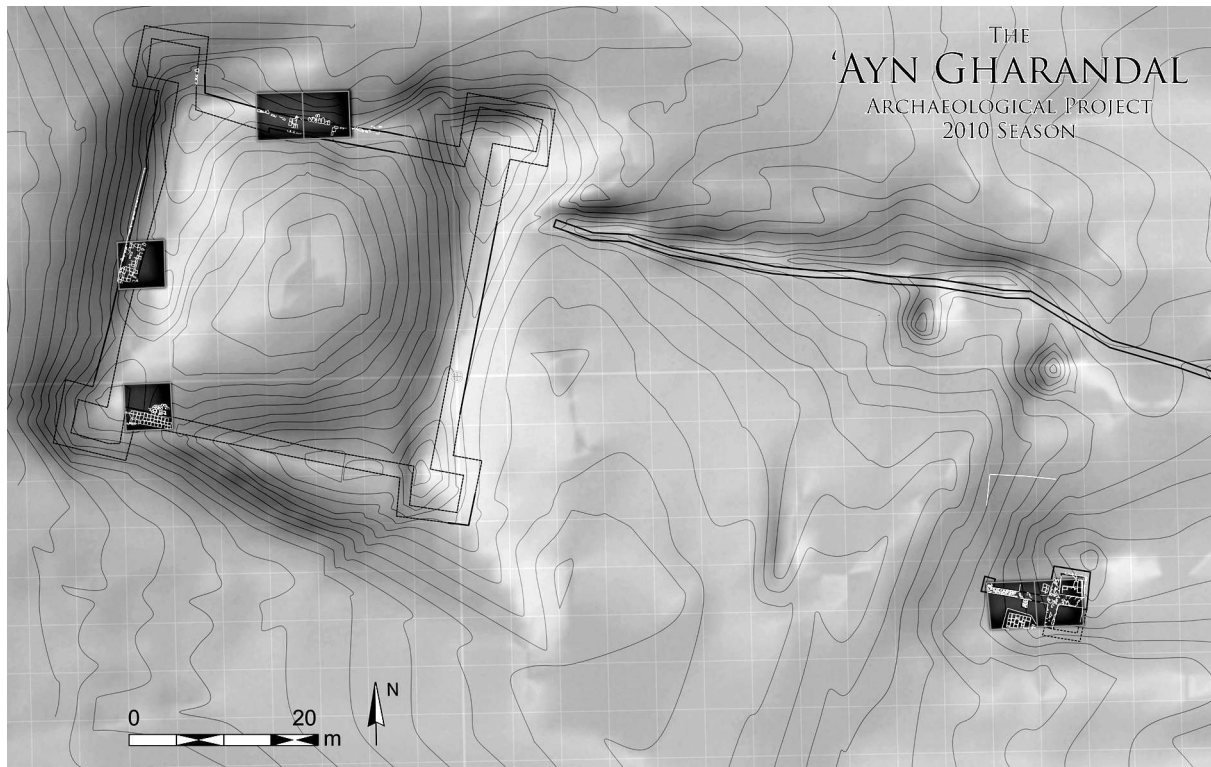 THE
‘AYN GHARANDAL
ARCHAEOLOGICAL PROJECT
2010 SEASON
N
0 20
m